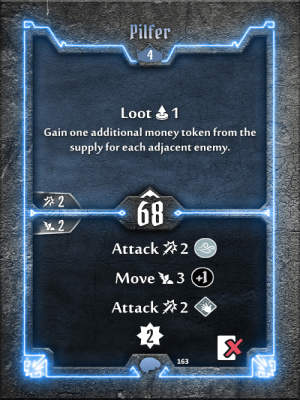 Pilfer
4
Loot 1
Gain one additional money token from the
supply for each adjacent enemy.
2
68
2
Attack 2
Move 3 +1
Attack 2
2
163